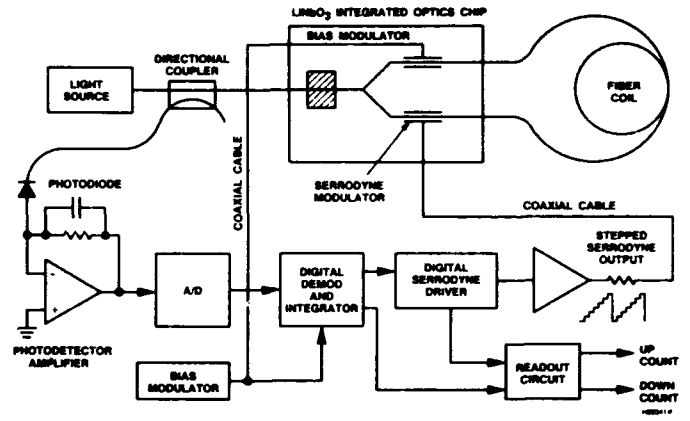 LiNbO3 INTEGRATED OPTICS CHIP
BIAS MODULATOR
DIRECTIONAL
COUPLER
LIGHT
SOURCE
FIBER
COIL
COAXIAL CABLE
SERRODYNE
MODULATOR
PHOTODIODE
COAXIAL CABLE
STEPPED
SERRODYNE
OUTPUT
-
+
A/D
DIGITAL
DEMOD
AND
INTEGRATOR
DIGITAL
SERRODYNE
DRIVER
PHOTODETECTOR
AMPLIFIER
BIAS
MODULATOR
READOUT
CIRCUIT
UP
COUNT
DOWN
COUNT